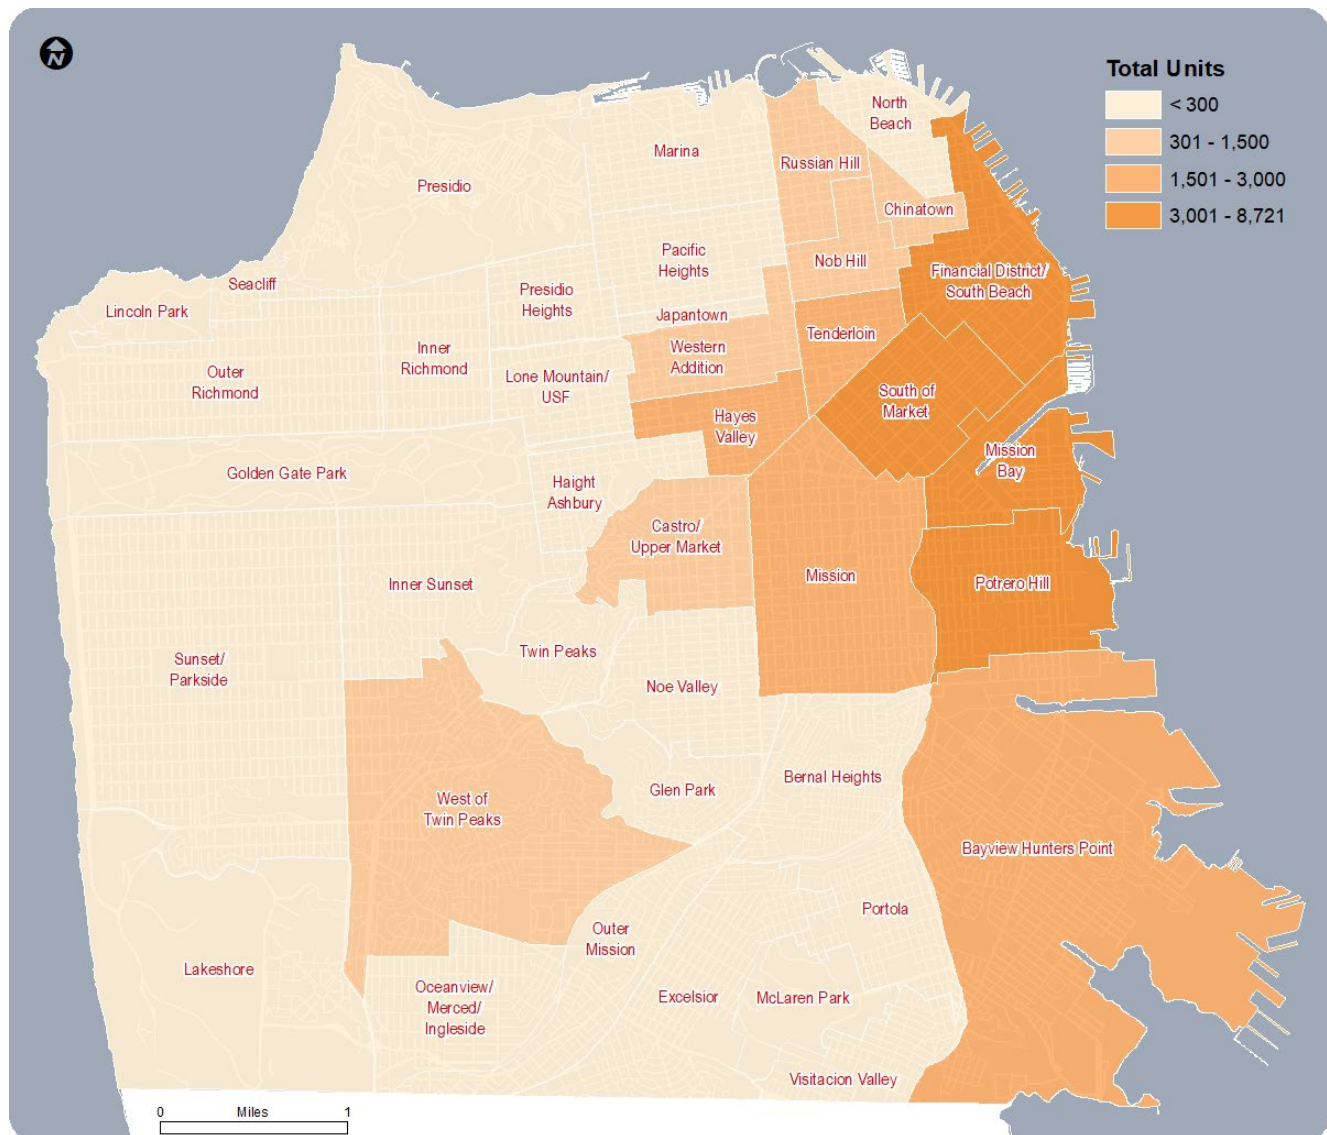 N
Total Units
< 300
301 - 1,500
1,501 - 3,000
3,001 - 8,721
North
Beach
Marina
Russian Hill
Presidio
Chinatown
Pacific
Heights
Nob Hill
Financial District/
South Beach
Seacliff
Lincoln Park
Presidio
Heights
Japantown
Tenderloin
Western
Addition
Inner
Richmond
Outer
Richmond
Lone Mountain/
USF
South of
Market
Hayes
Valley
Mission
Bay
Golden Gate Park
Haight
Ashbury
Castro/
Upper Market
Mission
Potrero Hill
Inner Sunset
Twin Peaks
Sunset/
Parkside
Noe Valley
Bernal Heights
Glen Park
West of
Twin Peaks
Bayview Hunters Point
Portola
Outer
Mission
Lakeshore
Oceanview/
Merced/
Ingleside
Excelsior
McLaren Park
Visitacion Valley
0 Miles 1